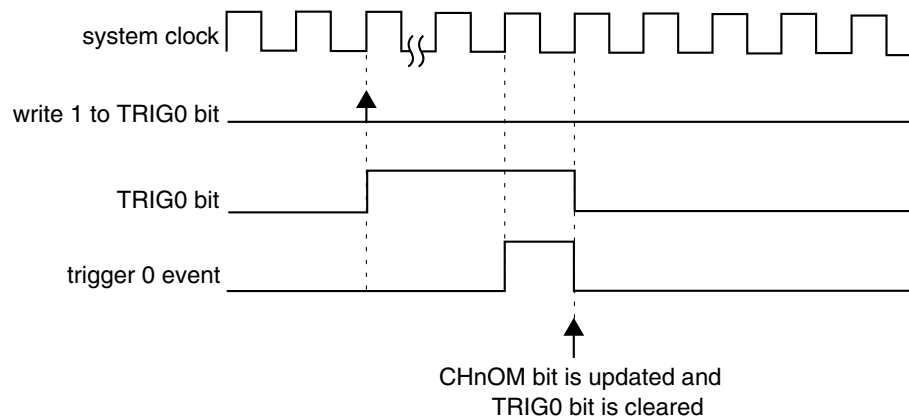 system clock
write 1 to TRIG0 bit
TRIG0 bit
trigger 0 event
CHnOM bit is updated and
TRIG0 bit is cleared